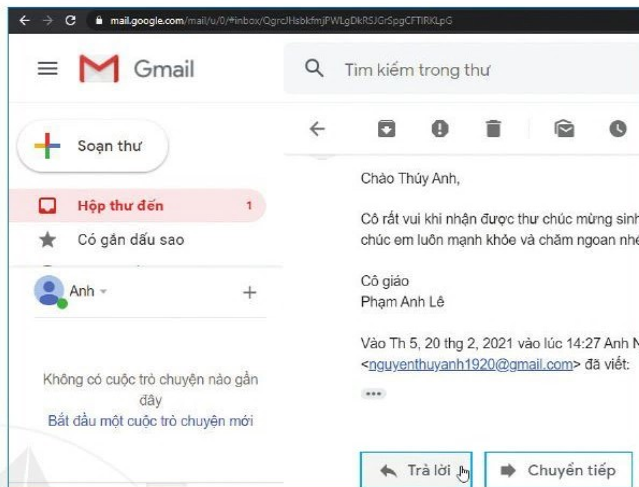 mail.google.com/mail/u/0/#inbox/QgrcJHsbkfmjPWLgDkRSJGrSpgCFTlRKLpG
Gmail
Tìm kiếm trong thư
Soạn thư
Hộp thư đến 1
Có gắn dấu sao
Anh
Không có cuộc trò chuyện nào gần
đây
Bắt đầu một cuộc trò chuyện mới
Chào Thúy Anh,
Cô rất vui khi nhận được thư chúc mừng sinh
chúc em luôn mạnh khỏe và chăm ngoan nhé
Cô giáo
Phạm Anh Lê
Vào Th 5, 20 thg 2, 2021 vào lúc 14:27 Anh N
<nguyenthuyanh1920@gmail.com> đã viết:
Trả lời
Chuyển tiếp